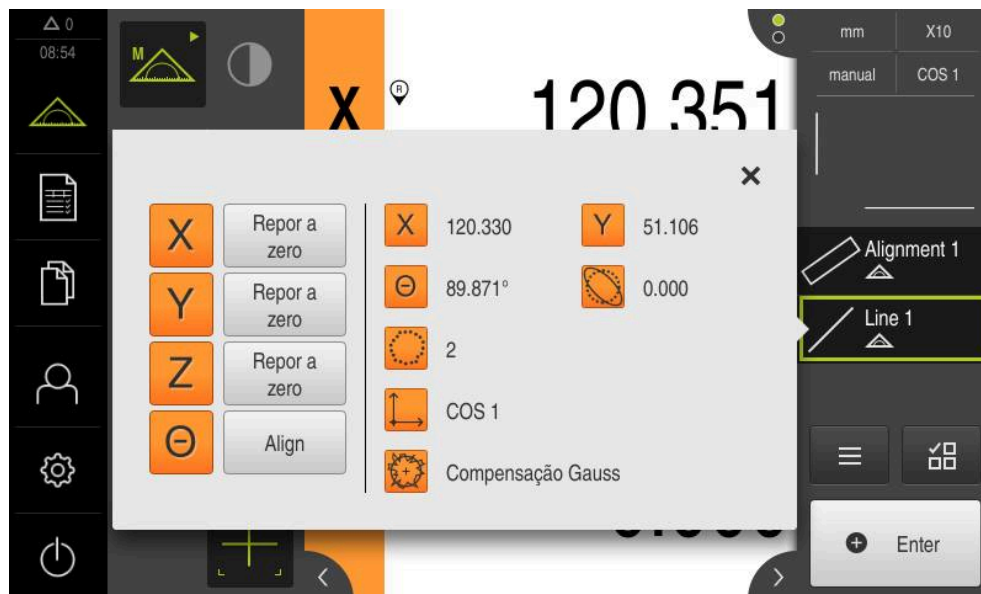 0
08:54
M
X
R
120.351
mm
X10
manual
COS 1
X
Repor a
zero
Y
Repor a
zero
Z
Repor a
zero
Θ
Align
X
120.330
Y
51.106
Θ
89.871°
0.000
2
COS 1
Compensação Gauss
Alignment 1
Line 1
Enter